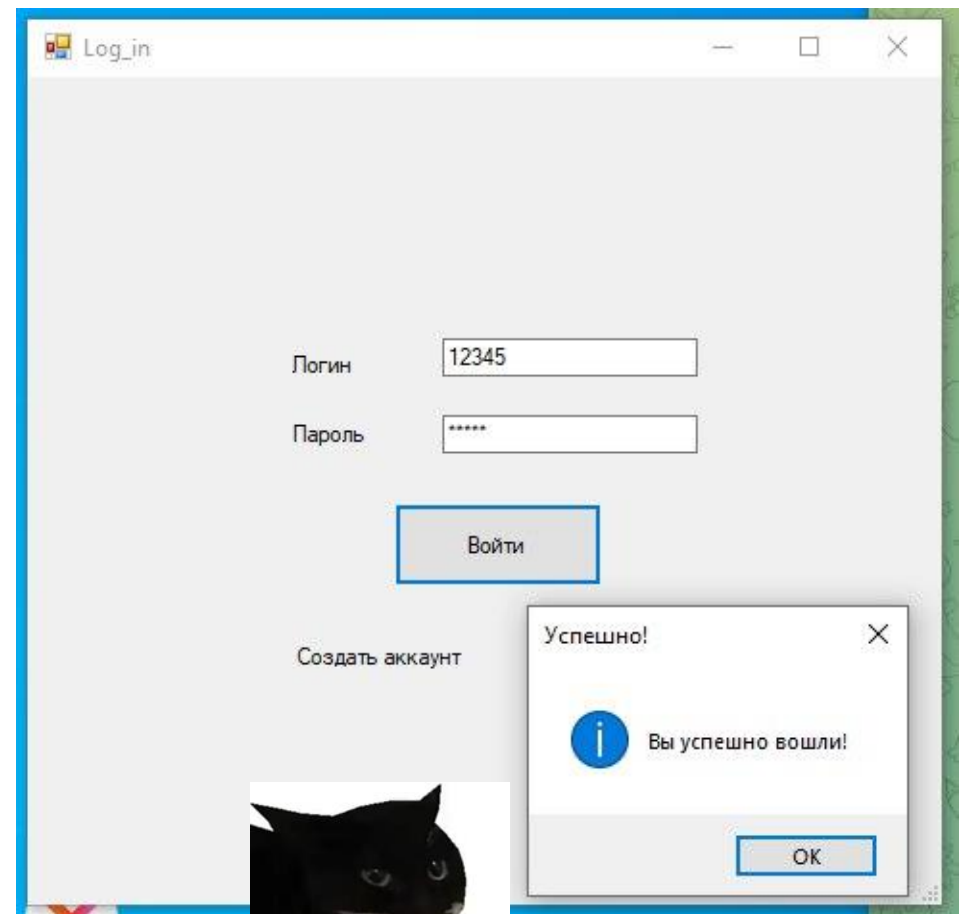 Log_in
Логин
12345
Пароль
*****
Войти
Создать аккаунт
Успешно!
Вы успешно вошли!
OK